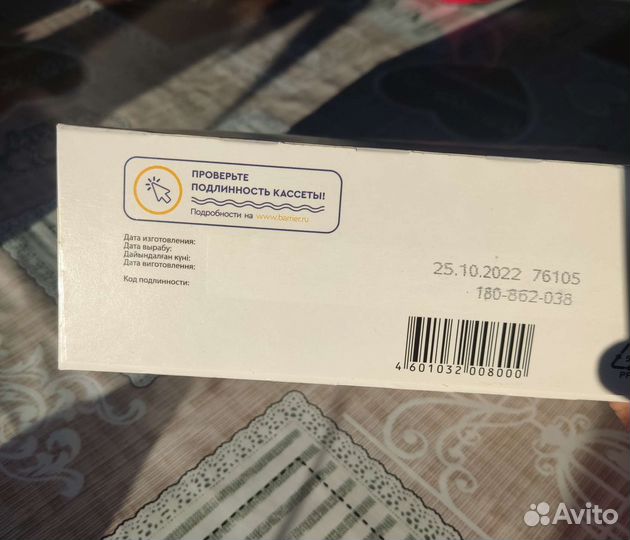 ПРОВЕРЬТЕ
ПОДЛИННОСТЬ КАССЕТЫ!
Подробности на www.barrier.ru
Дата изготовления:
Дата вырабу:
Дайындалған күні:
Дата виготовлення:
Код подлинности:
25.10.2022 76105
180-862-038
4 601032 008000
PP
Avito